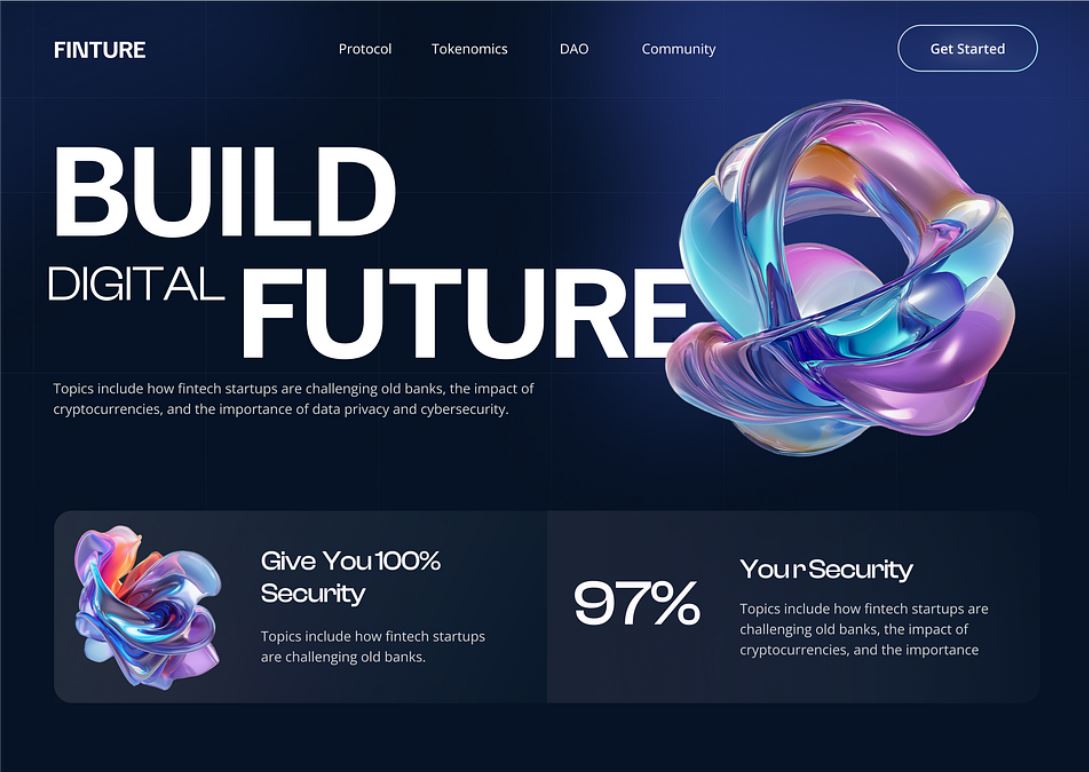 FINTURE
Protocol Tokenomics DAO Community
Get Started
BUILD
DIGITAL FUTURE
Topics include how fintech startups are challenging old banks, the impact of
cryptocurrencies, and the importance of data privacy and cybersecurity.
Give You 100%
Security
Topics include how fintech startups
are challenging old banks.
97%
Your Security
Topics include how fintech startups are
challenging old banks, the impact of
cryptocurrencies, and the importance